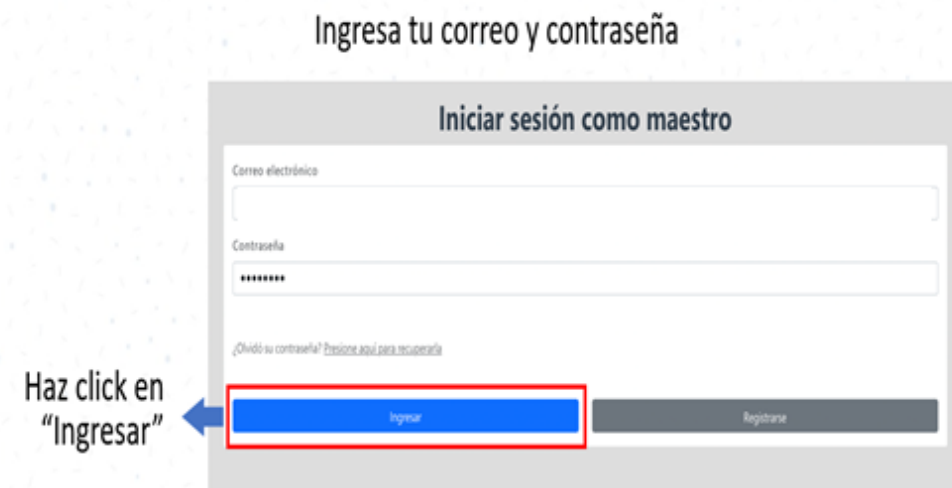 Ingresa tu correo y contraseña
Iniciar sesión como maestro
Correo electrónico
Contraseña
••••••••
¿Olvidó su contraseña? Presione aquí para recuperarla
Haz click en
“Ingresar”
Ingresar
Registrarse